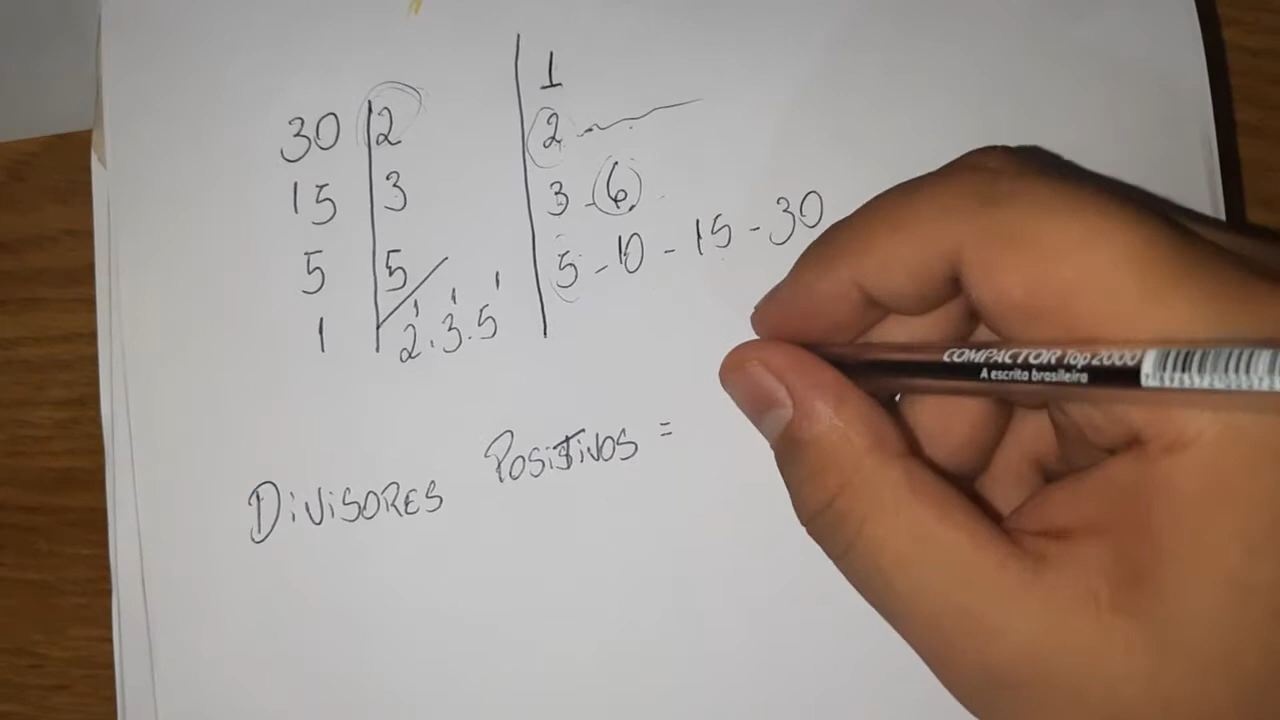 1
30 2 2
15 3 3 - 6
5 5 5 - 10 - 15 - 30
1 2¹.3¹.5¹
COMPACTOR Top 2000
A escrita brasileira
DiViSORES POSiTiVOS =